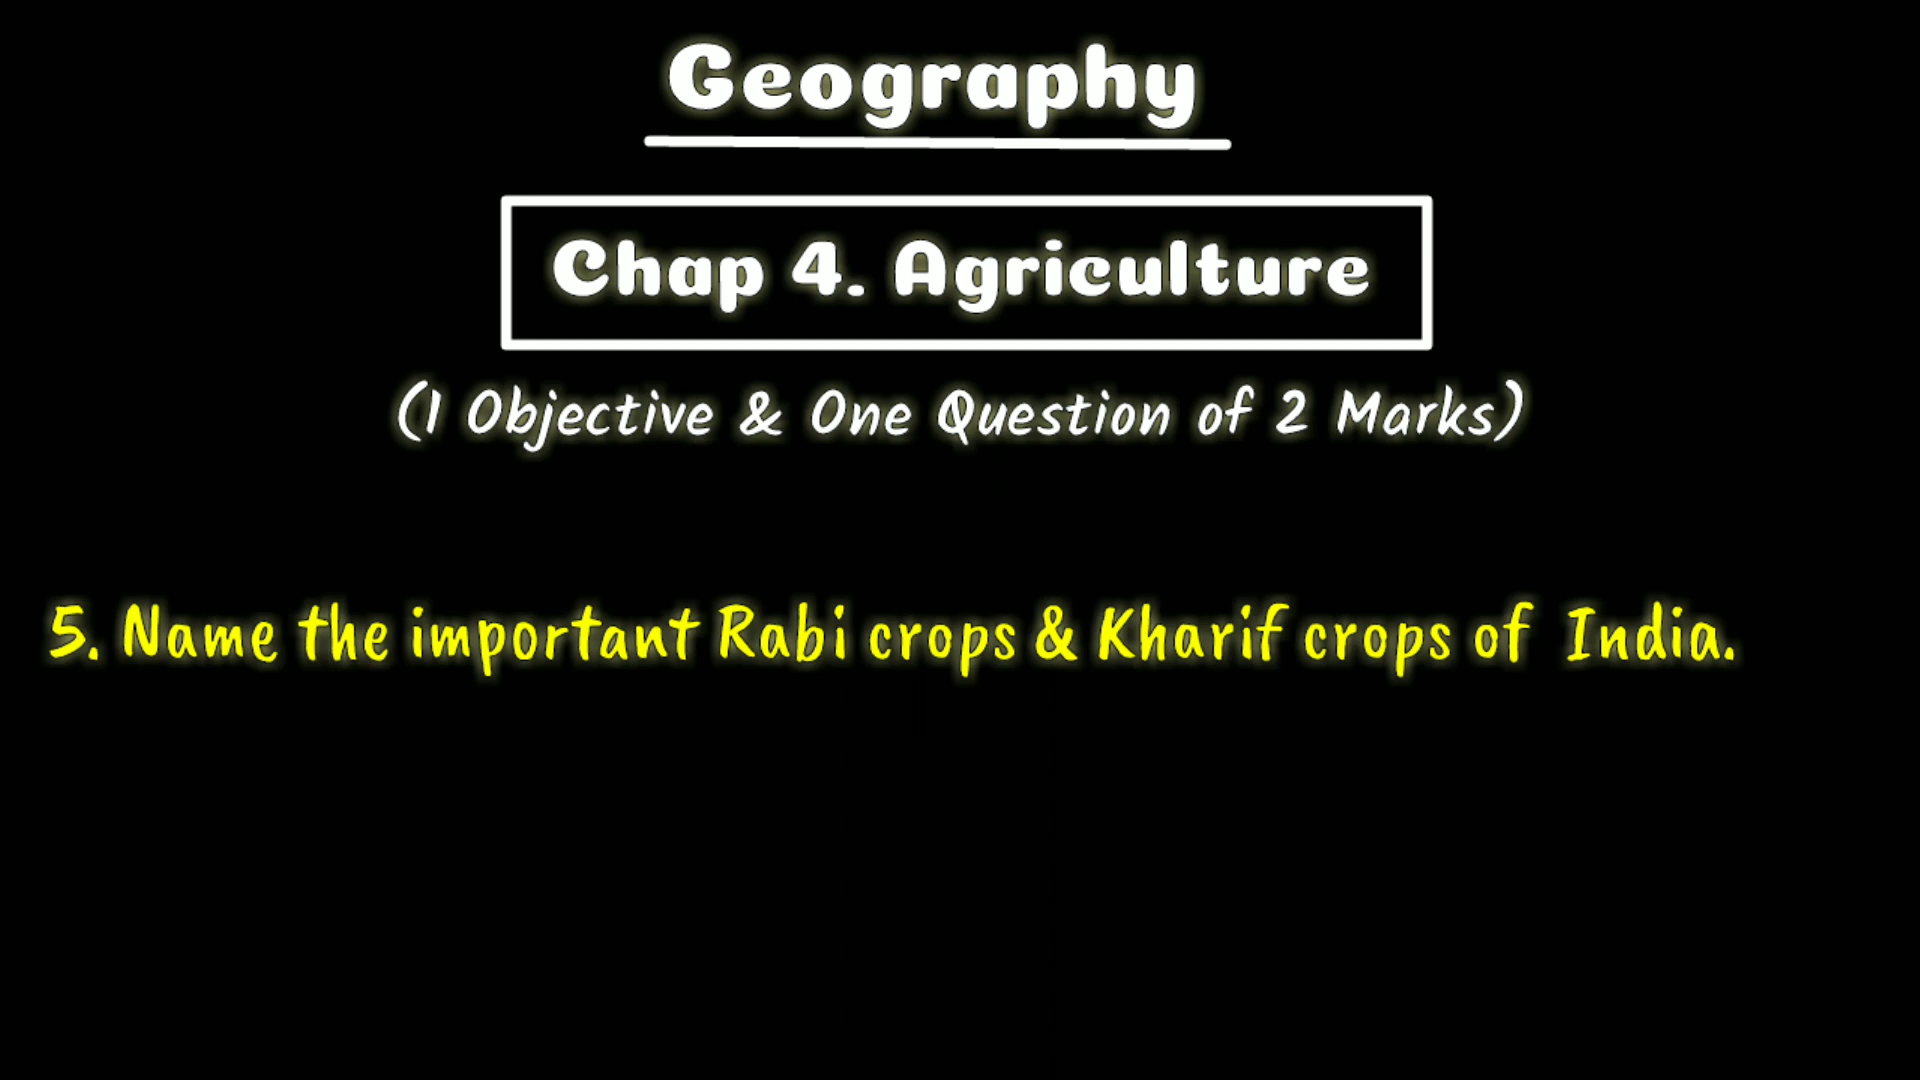 Geography
Chap 4. Agriculture
(1 Objective & One Question of 2 Marks)
5. Name the important Rabi crops & Kharif crops of India.